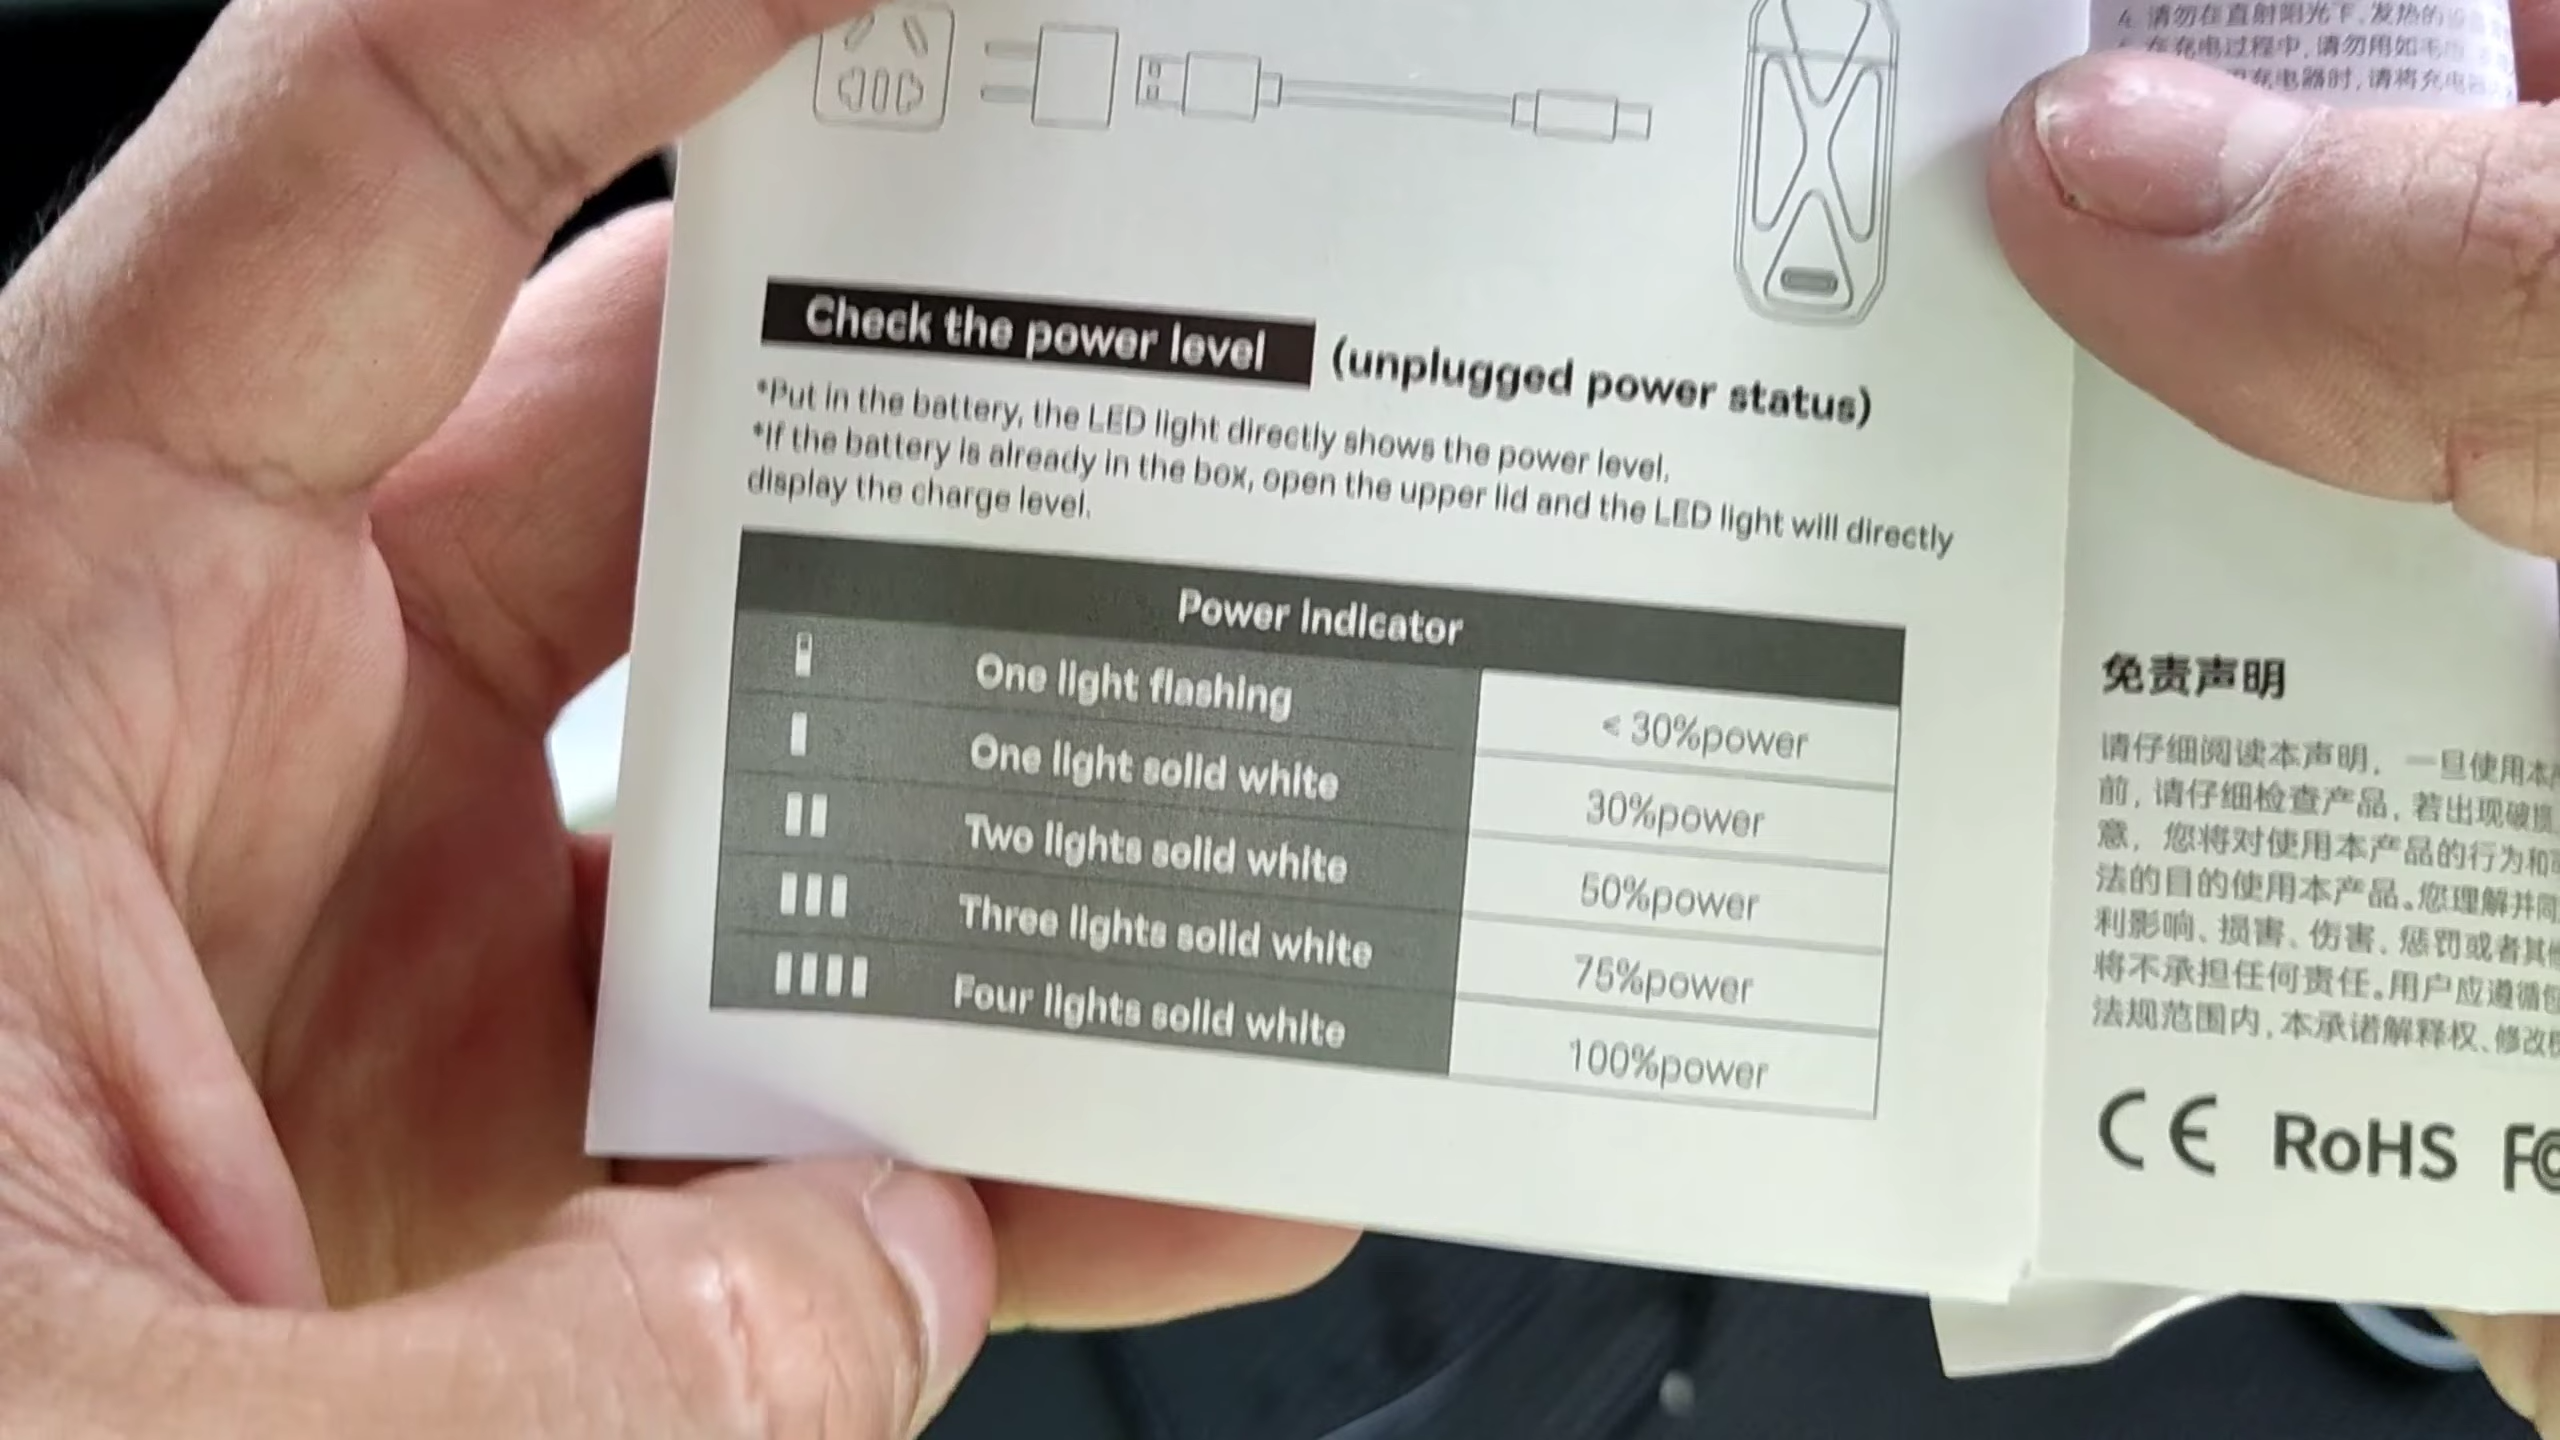 Check the power level (unplugged power status)
*Put in the battery, the LED light directly shows the power level.
*If the battery is already in the box, open the upper lid and the LED light will directly
display the charge level.
Power indicator
One light flashing < 30%power
One light solid white 30%power
Two lights solid white 50%power
Three lights solid white 75%power
Four lights solid white 100%power
4. 请勿在直射阳光下,发热的设
在充电过程中,请勿用如毛
充电器时,请将充电器
免责声明
请仔细阅读本声明,一旦使用本
前,请仔细检查产品,若出现破损
意,您将对使用本产品的行为和
法的目的使用本产品。您理解并同
利影响、损害、伤害、惩罚或者其他
将不承担任何责任。用户应遵循
法规范围内,本承诺解释权、修改
CE RoHS FC